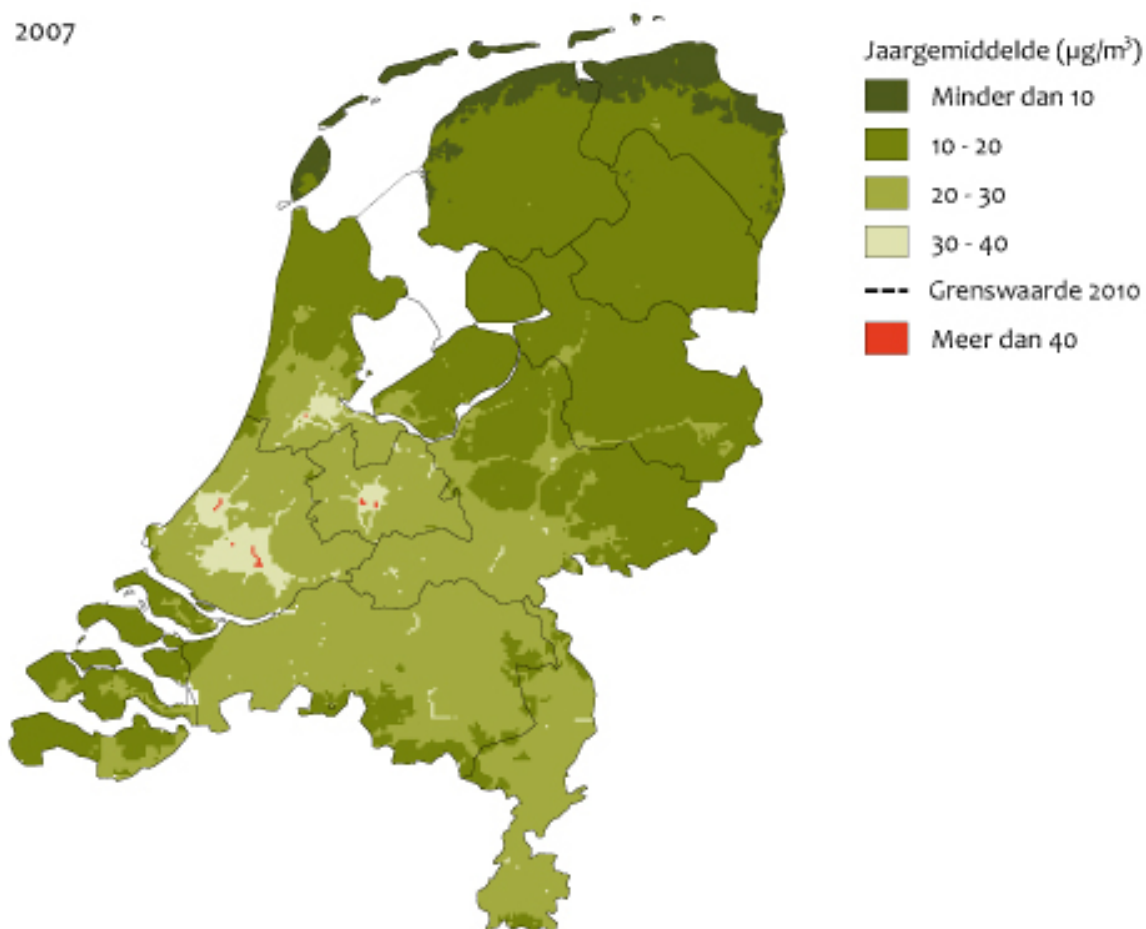 2007
Jaargemiddelde (µg/m³)
Minder dan 10
10 - 20
20 - 30
30 - 40
Grenswaarde 2010
Meer dan 40